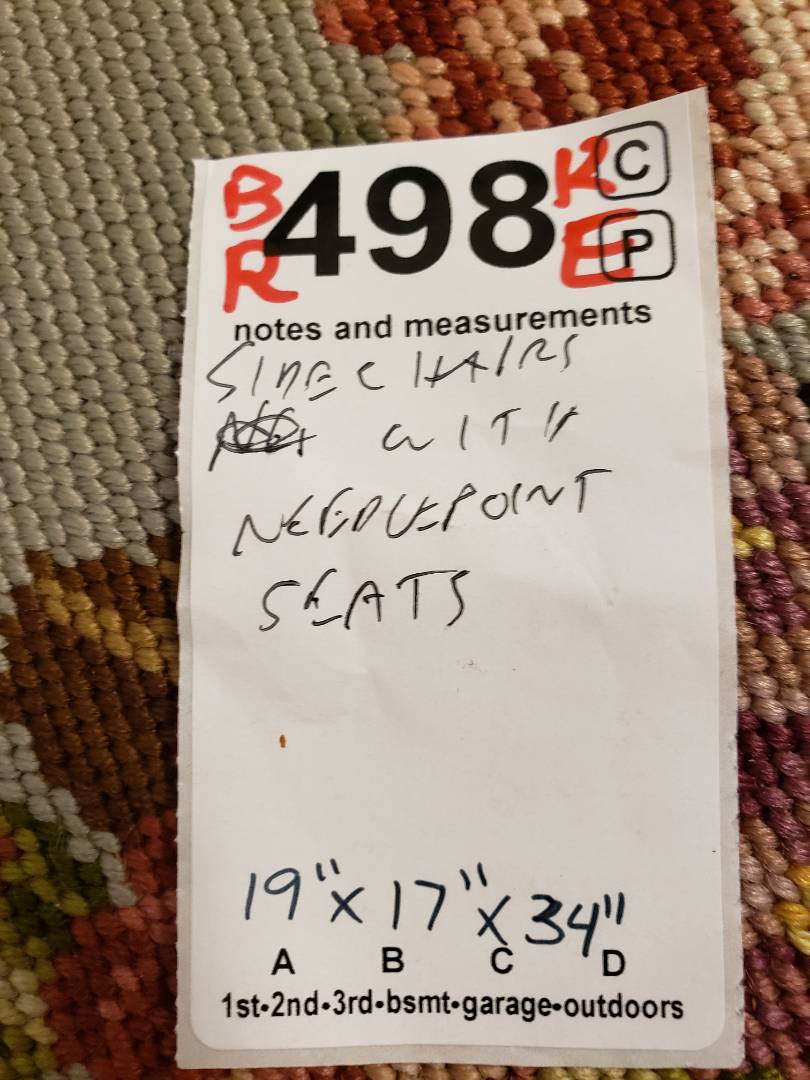 B 498 K C
R E P
notes and measurements
SIDE CHAIRS
WITH
NEEDLEPOINT
SEATS
19" x 17" x 34"
A B C D
1st•2nd•3rd•bsmt•garage•outdoors